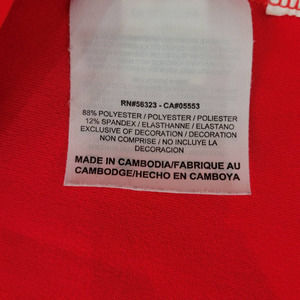 RN#56323 - CA#05553
88% POLYESTER / POLYESTER / POLIESTER
12% SPANDEX / ELASTHANNE / ELASTANO
EXCLUSIVE OF DECORATION / DECORATION
NON COMPRISE / NO INCLUYE LA
DECORACIÓN
MADE IN CAMBODIA/FABRIQUE AU
CAMBODGE/HECHO EN CAMBOYA